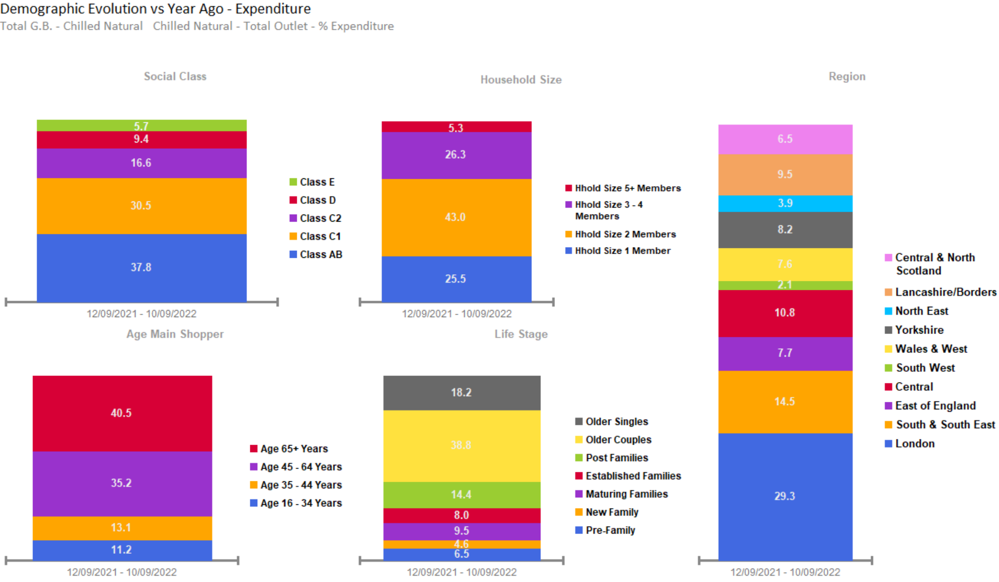 Demographic Evolution vs Year Ago - Expenditure
Total G.B. - Chilled Natural   Chilled Natural - Total Outlet - % Expenditure
Social Class
5.7
9.4
16.6
30.5
37.8
Class E
Class D
Class C2
Class C1
Class AB
12/09/2021 - 10/09/2022
Household Size
5.3
26.3
43.0
25.5
Hhold Size 5+ Members
Hhold Size 3 - 4
Members
Hhold Size 2 Members
Hhold Size 1 Member
12/09/2021 - 10/09/2022
Region
6.5
9.5
3.9
8.2
7.6
2.1
10.8
7.7
14.5
29.3
Central & North
Scotland
Lancashire/Borders
North East
Yorkshire
Wales & West
South West
Central
East of England
South & South East
London
12/09/2021 - 10/09/2022
Age Main Shopper
40.5
35.2
13.1
11.2
Age 65+ Years
Age 45 - 64 Years
Age 35 - 44 Years
Age 16 - 34 Years
12/09/2021 - 10/09/2022
Life Stage
18.2
38.8
14.4
8.0
9.5
4.6
6.5
Older Singles
Older Couples
Post Families
Established Families
Maturing Families
New Family
Pre-Family
12/09/2021 - 10/09/2022